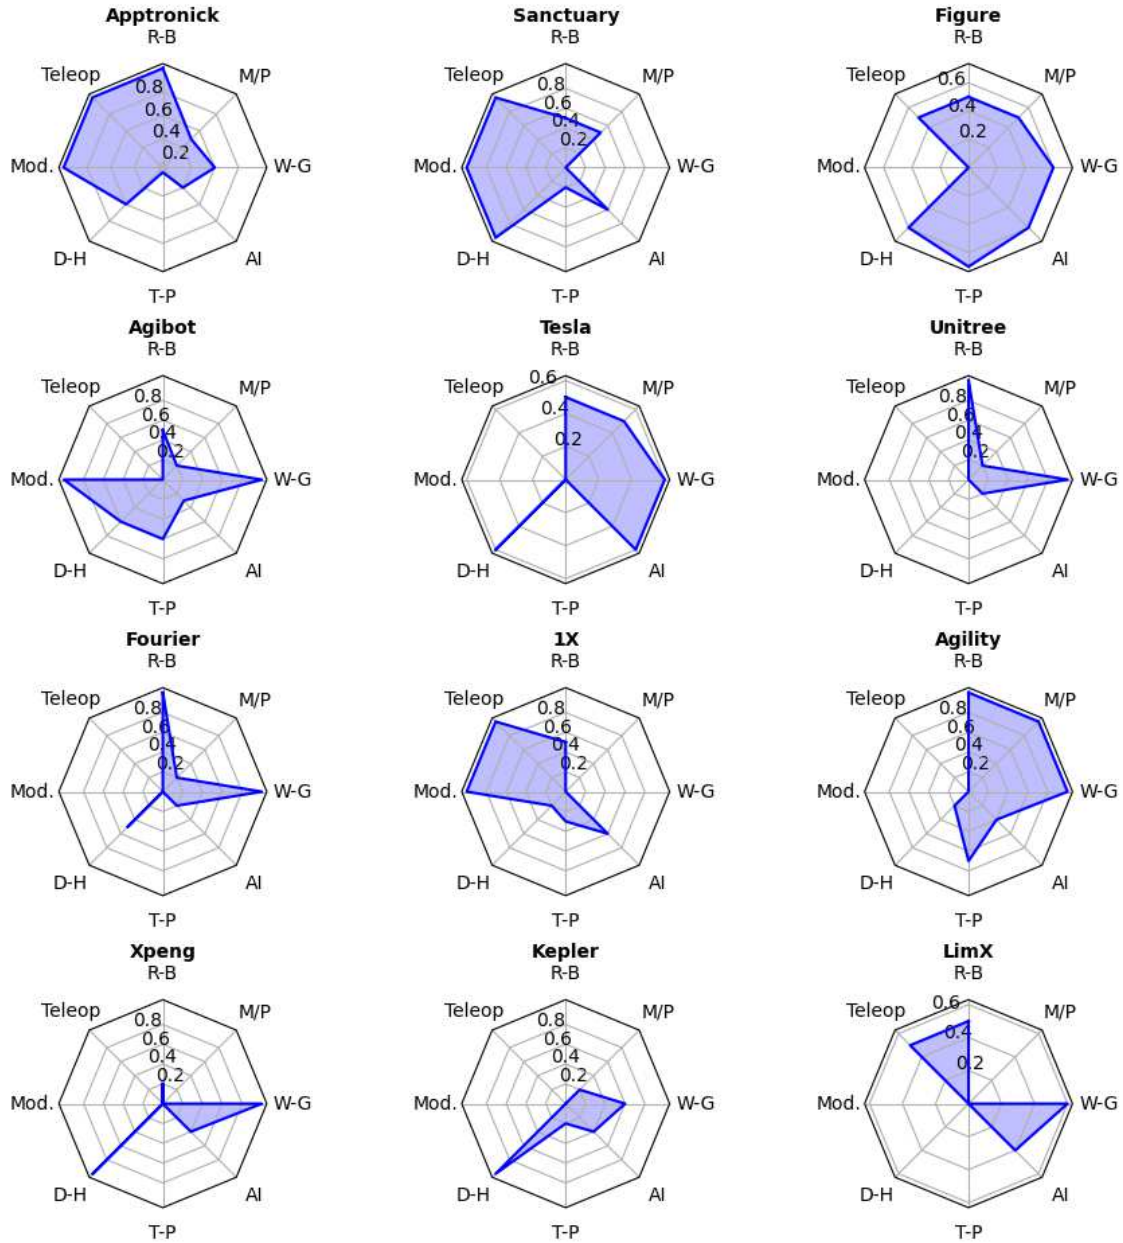 Apptronick
R-B
Teleop
M/P
0.8
0.6
0.4
0.2
Mod.
W-G
D-H
AI
T-P
Sanctuary
R-B
Teleop
M/P
0.8
0.6
0.4
0.2
Mod.
W-G
D-H
AI
T-P
Figure
R-B
Teleop
M/P
0.6
0.4
0.2
Mod.
W-G
D-H
AI
T-P
Agibot
R-B
Teleop
M/P
0.8
0.6
0.4
0.2
Mod.
W-G
D-H
AI
T-P
Tesla
R-B
Teleop
M/P
0.6
0.4
0.2
Mod.
W-G
D-H
AI
T-P
Unitree
R-B
Teleop
M/P
0.8
0.6
0.4
0.2
Mod.
W-G
D-H
AI
T-P
Fourier
R-B
Teleop
M/P
0.8
0.6
0.4
0.2
Mod.
W-G
D-H
AI
T-P
1X
R-B
Teleop
M/P
0.8
0.6
0.4
0.2
Mod.
W-G
D-H
AI
T-P
Agility
R-B
Teleop
M/P
0.8
0.6
0.4
0.2
Mod.
W-G
D-H
AI
T-P
Xpeng
R-B
Teleop
M/P
0.8
0.6
0.4
0.2
Mod.
W-G
D-H
AI
T-P
Kepler
R-B
Teleop
M/P
0.8
0.6
0.4
0.2
Mod.
W-G
D-H
AI
T-P
LimX
R-B
Teleop
M/P
0.6
0.4
0.2
Mod.
W-G
D-H
AI
T-P